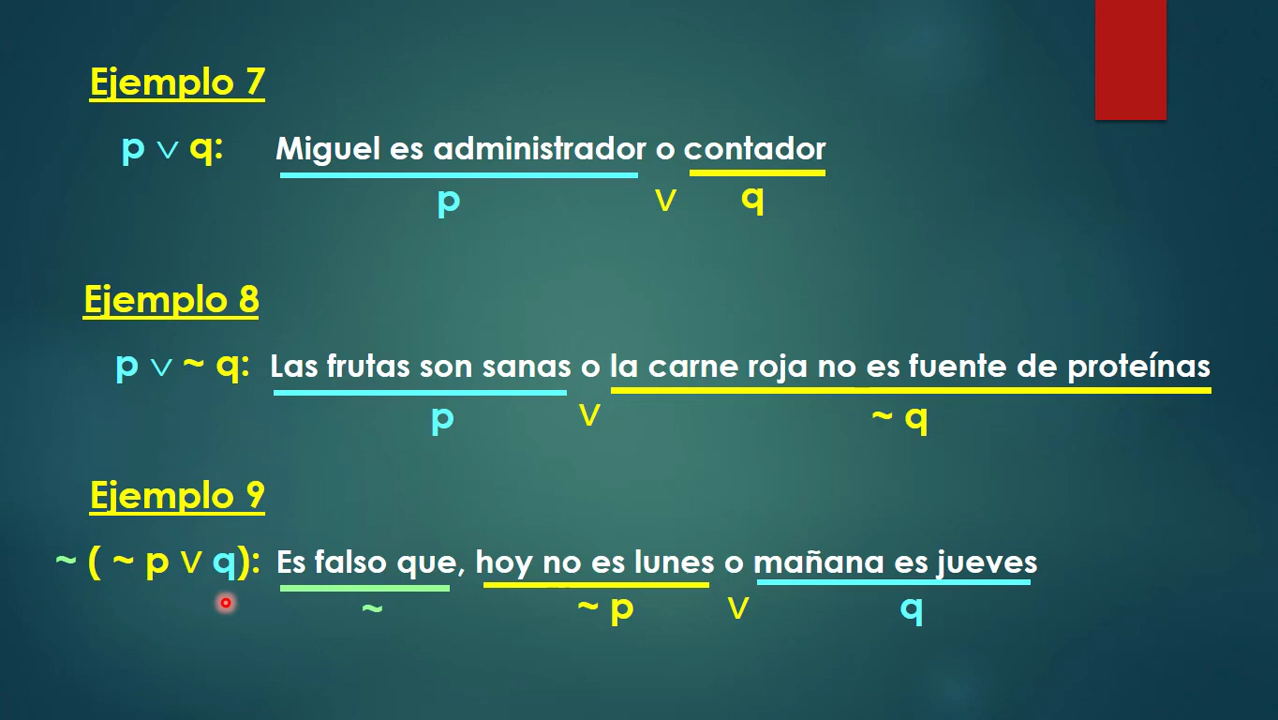 Ejemplo 7
p ∨ q: Miguel es administrador o contador
p ∨ q
Ejemplo 8
p ∨ ~ q: Las frutas son sanas o la carne roja no es fuente de proteínas
p ∨ ~ q
Ejemplo 9
~ ( ~ p ∨ q): Es falso que, hoy no es lunes o mañana es jueves
~ ~ p ∨ q